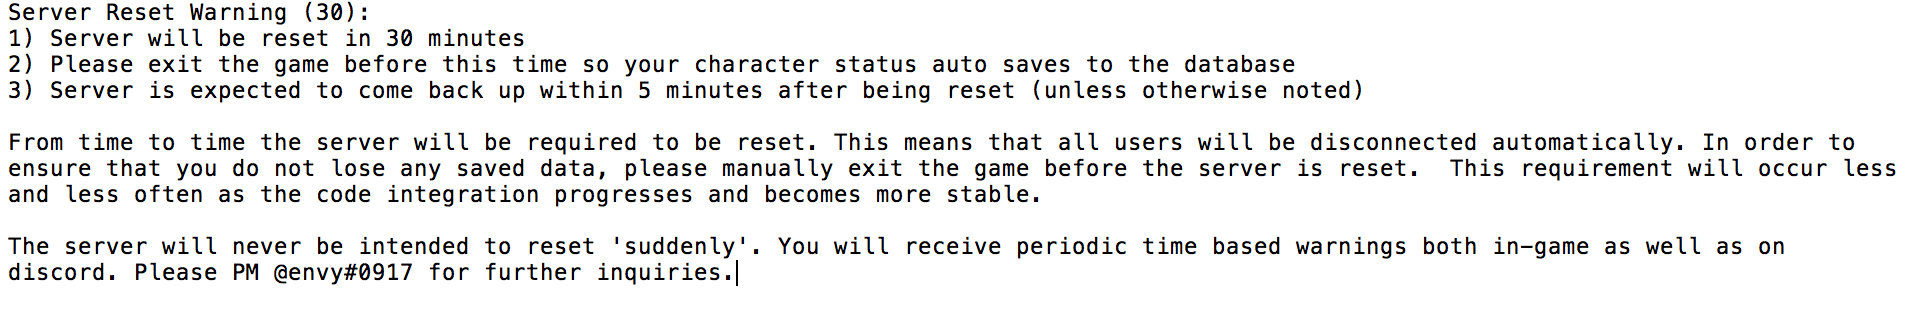 Server Reset Warning (30):
1) Server will be reset in 30 minutes
2) Please exit the game before this time so your character status auto saves to the database
3) Server is expected to come back up within 5 minutes after being reset (unless otherwise noted)
From time to time the server will be required to be reset. This means that all users will be disconnected automatically. In order to
ensure that you do not lose any saved data, please manually exit the game before the server is reset.  This requirement will occur less
and less often as the code integration progresses and becomes more stable.
The server will never be intended to reset 'suddenly'. You will receive periodic time based warnings both in-game as well as on
discord. Please PM @envy#0917 for further inquiries.